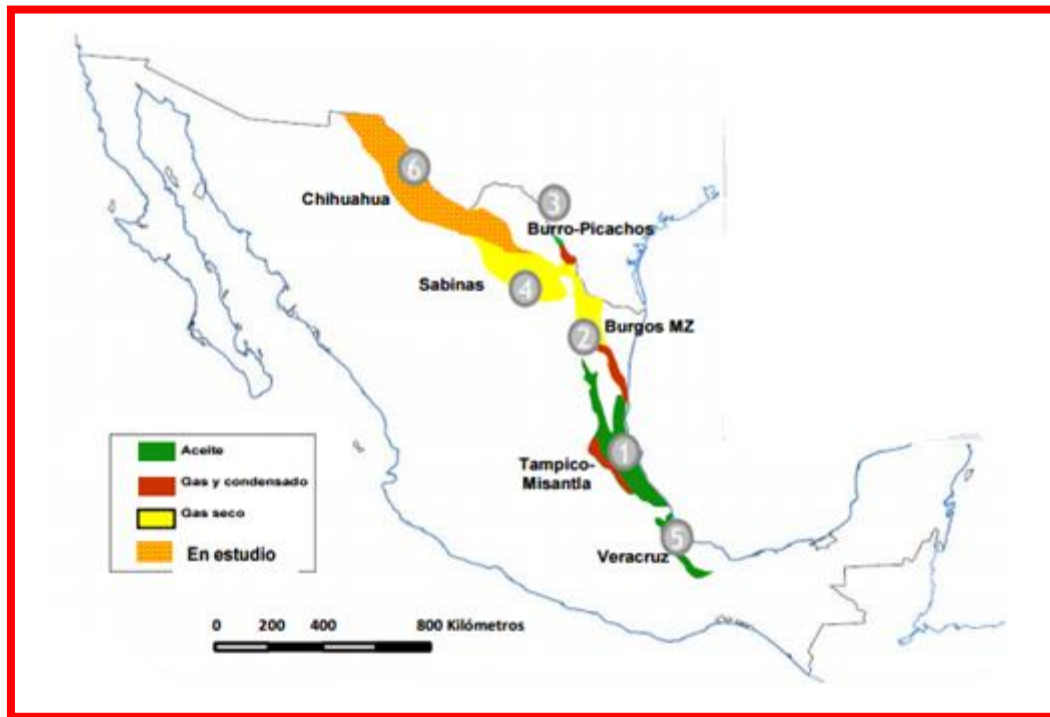 6
Chihuahua
3
Burro-Picachos
Sabinas
4
2
Burgos MZ
1
Tampico-
Misantla
5
Veracruz
Aceite
Gas y condensado
Gas seco
En estudio
0 200 400 800 Kilómetros